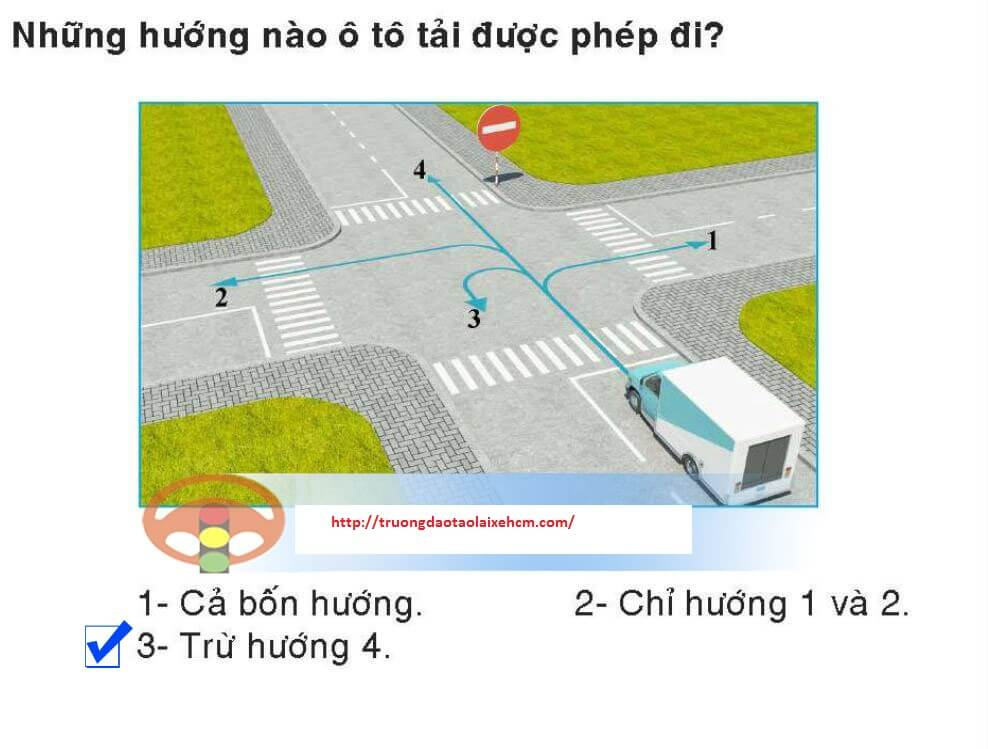 Những hướng nào ô tô tải được phép đi?
4
1
2
3
http://truongdaotaolaixehcm.com/
1- Cả bốn hướng. 2- Chỉ hướng 1 và 2.
3- Trừ hướng 4.